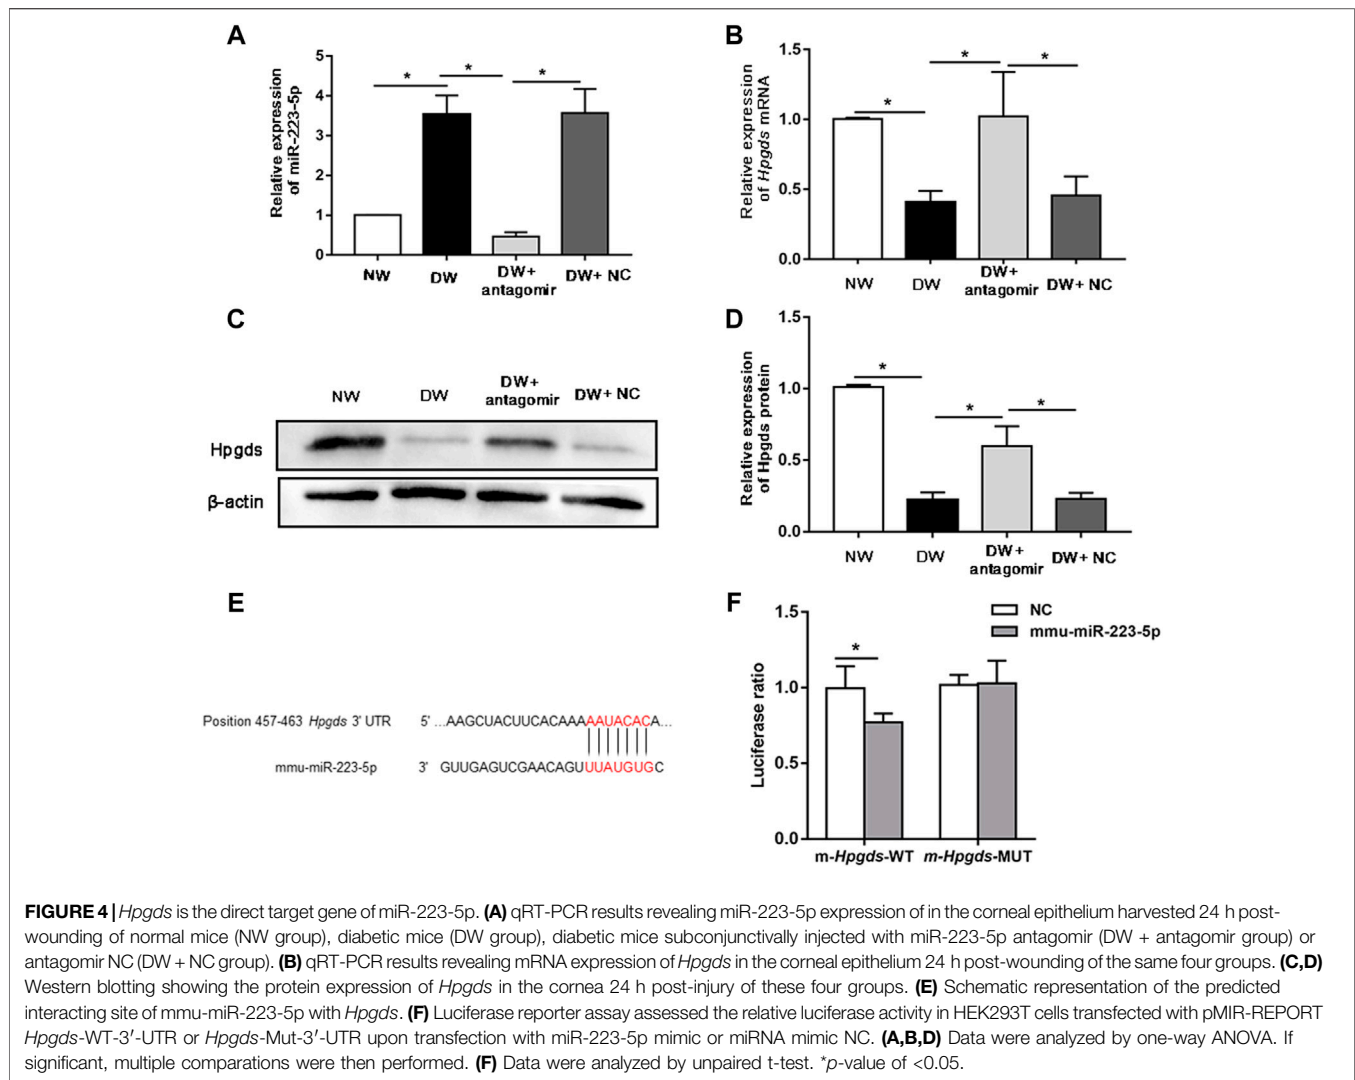 A
Relative expression
of miR-223-5p
5
4
3
2
1
0
*
*
*
NW
DW
DW+
antagomir
DW+ NC
B
Relative expression
of Hpgds mRNA
1.5
1.0
0.5
0.0
*
*
*
NW
DW
DW+
antagomir
DW+ NC
C
NW
DW
DW+
antagomir
DW+ NC
Hpgds
β-actin
D
Relative expression
of Hpgds protein
1.5
1.0
0.5
0.0
*
*
*
NW
DW
DW+
antagomir
DW+ NC
E
Position 457-463 Hpgds 3' UTR 5' ...AAGCUACUUCACAAAAAUACACA...
mmu-miR-223-5p 3' GUUGAGUCGAACAGUUUAUGUGC
F
NC
mmu-miR-223-5p
Luciferase ratio
1.5
1.0
0.5
0.0
*
m-Hpgds-WT
m-Hpgds-MUT
FIGURE 4 | Hpgds is the direct target gene of miR-223-5p. (A) qRT-PCR results revealing miR-223-5p expression of in the corneal epithelium harvested 24 h post-
wounding of normal mice (NW group), diabetic mice (DW group), diabetic mice subconjunctivally injected with miR-223-5p antagomir (DW + antagomir group) or
antagomir NC (DW + NC group). (B) qRT-PCR results revealing mRNA expression of Hpgds in the corneal epithelium 24 h post-wounding of the same four groups. (C,D)
Western blotting showing the protein expression of Hpgds in the cornea 24 h post-injury of these four groups. (E) Schematic representation of the predicted
interacting site of mmu-miR-223-5p with Hpgds. (F) Luciferase reporter assay assessed the relative luciferase activity in HEK293T cells transfected with pMIR-REPORT
Hpgds-WT-3′-UTR or Hpgds-Mut-3′-UTR upon transfection with miR-223-5p mimic or miRNA mimic NC. (A,B,D) Data were analyzed by one-way ANOVA. If
significant, multiple comparations were then performed. (F) Data were analyzed by unpaired t-test. *p-value of <0.05.